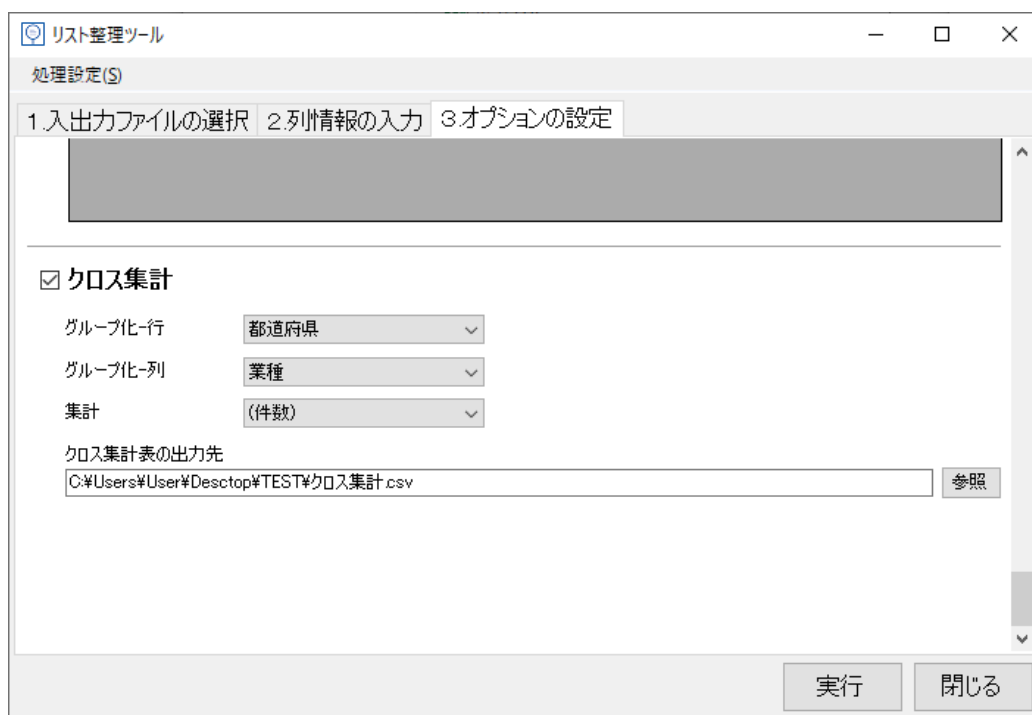 リスト整理ツール
処理設定(S)
1.入出力ファイルの選択 2.列情報の入力 3.オプションの設定
クロス集計
グループ化-行 都道府県
グループ化-列 業種
集計 (件数)
クロス集計表の出力先
C:¥Users¥User¥Desctop¥TEST¥クロス集計.csv 参照
実行 閉じる